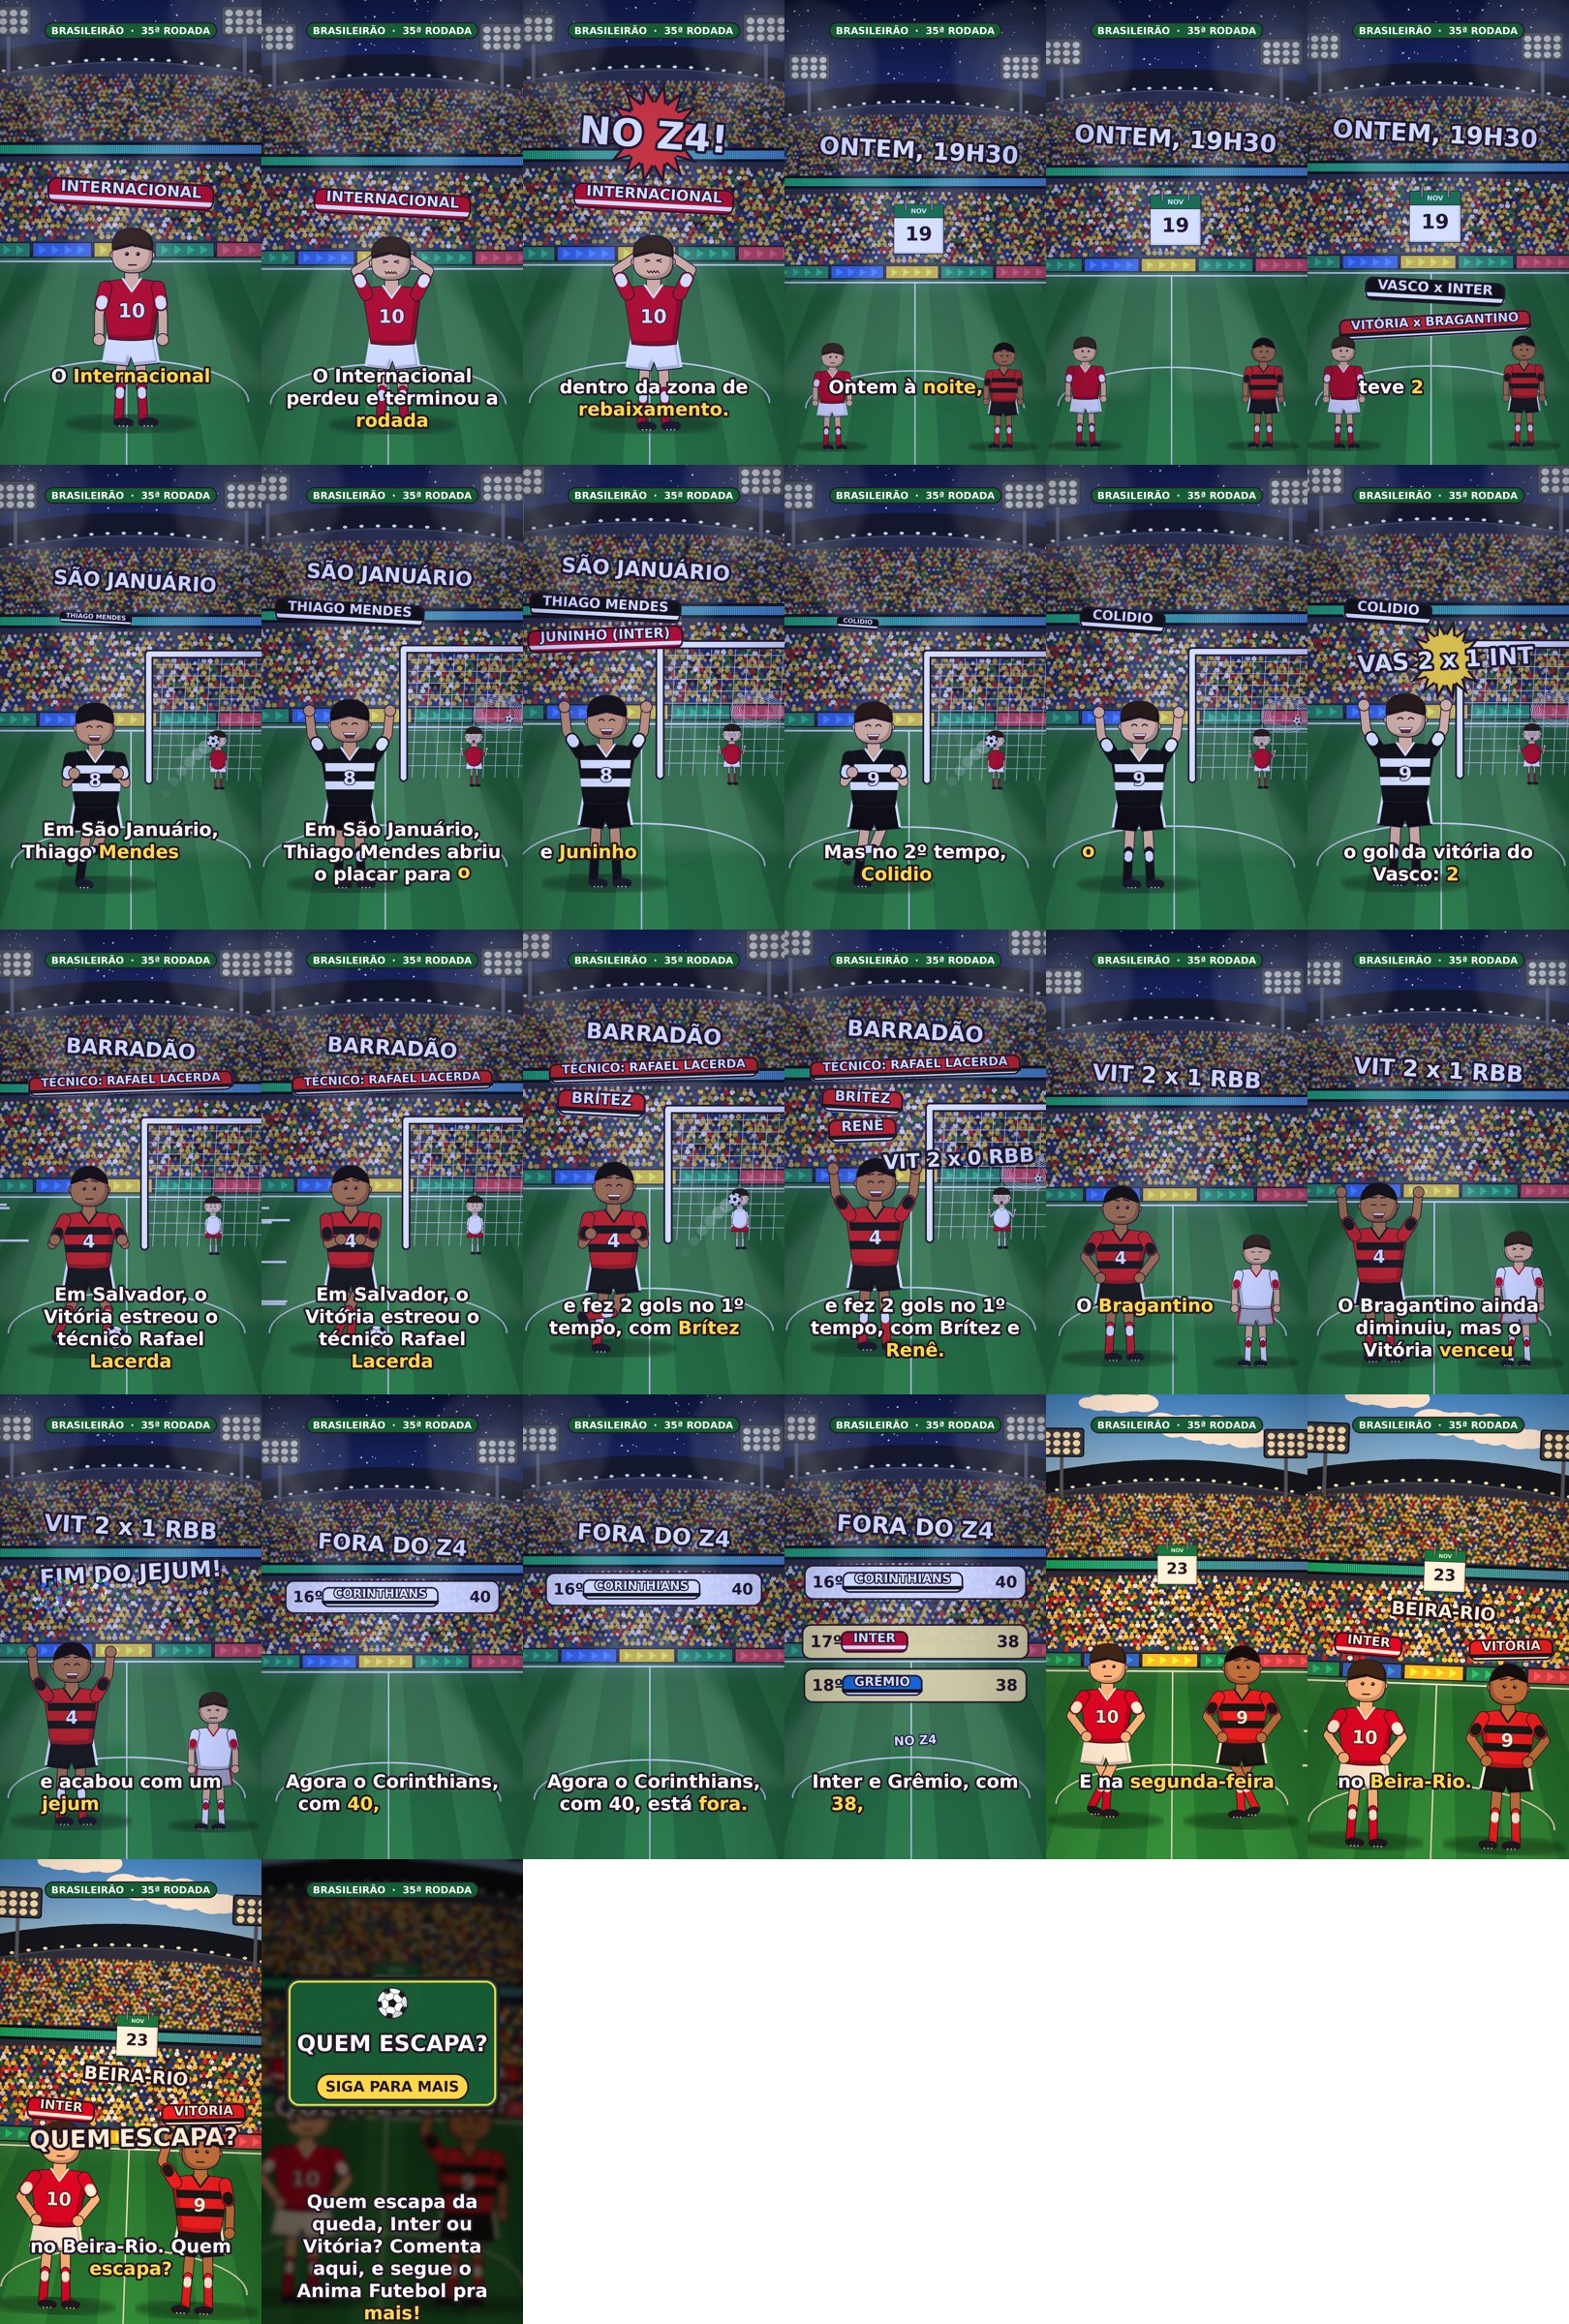 BRASILEIRÃO · 35ª RODADA
INTERNACIONAL
10
O Internacional
BRASILEIRÃO · 35ª RODADA
INTERNACIONAL
10
O Internacional
perdeu e terminou a
rodada
BRASILEIRÃO · 35ª RODADA
NO Z4!
INTERNACIONAL
10
dentro da zona de
rebaixamento.
BRASILEIRÃO · 35ª RODADA
ONTEM, 19H30
NOV
19
Ontem à noite,
BRASILEIRÃO · 35ª RODADA
ONTEM, 19H30
NOV
19
BRASILEIRÃO · 35ª RODADA
ONTEM, 19H30
NOV
19
VASCO x INTER
VITÓRIA x BRAGANTINO
teve 2
BRASILEIRÃO · 35ª RODADA
SÃO JANUÁRIO
THIAGO MENDES
8
Em São Januário,
Thiago Mendes
BRASILEIRÃO · 35ª RODADA
SÃO JANUÁRIO
THIAGO MENDES
8
Em São Januário,
Thiago Mendes abriu
o placar para o
BRASILEIRÃO · 35ª RODADA
SÃO JANUÁRIO
THIAGO MENDES
JUNINHO (INTER)
8
e Juninho
BRASILEIRÃO · 35ª RODADA
COLIDIO
9
Mas no 2º tempo,
Colidio
BRASILEIRÃO · 35ª RODADA
COLIDIO
9
o
BRASILEIRÃO · 35ª RODADA
COLIDIO
VAS 2 x 1 INT
9
o gol da vitória do
Vasco: 2
BRASILEIRÃO · 35ª RODADA
BARRADÃO
TÉCNICO: RAFAEL LACERDA
4
Em Salvador, o
Vitória estreou o
técnico Rafael
Lacerda
BRASILEIRÃO · 35ª RODADA
BARRADÃO
TÉCNICO: RAFAEL LACERDA
4
Em Salvador, o
Vitória estreou o
técnico Rafael
Lacerda
BRASILEIRÃO · 35ª RODADA
BARRADÃO
TÉCNICO: RAFAEL LACERDA
BRÍTEZ
4
e fez 2 gols no 1º
tempo, com Brítez
BRASILEIRÃO · 35ª RODADA
BARRADÃO
TÉCNICO: RAFAEL LACERDA
BRÍTEZ
RENÊ
VIT 2 x 0 RBB
4
e fez 2 gols no 1º
tempo, com Brítez e
Renê.
BRASILEIRÃO · 35ª RODADA
VIT 2 x 1 RBB
4
O Bragantino
BRASILEIRÃO · 35ª RODADA
VIT 2 x 1 RBB
4
O Bragantino ainda
diminuiu, mas o
Vitória venceu
BRASILEIRÃO · 35ª RODADA
VIT 2 x 1 RBB
FIM DO JEJUM!
4
e acabou com um
jejum
BRASILEIRÃO · 35ª RODADA
FORA DO Z4
16º CORINTHIANS 40
Agora o Corinthians,
com 40,
BRASILEIRÃO · 35ª RODADA
FORA DO Z4
16º CORINTHIANS 40
Agora o Corinthians,
com 40, está fora.
BRASILEIRÃO · 35ª RODADA
FORA DO Z4
16º CORINTHIANS 40
17º INTER 38
18º GRÊMIO 38
NO Z4
Inter e Grêmio, com
38,
BRASILEIRÃO · 35ª RODADA
NOV
23
10
9
E na segunda-feira
BRASILEIRÃO · 35ª RODADA
NOV
23
BEIRA-RIO
INTER
VITÓRIA
10
9
no Beira-Rio.
BRASILEIRÃO · 35ª RODADA
NOV
23
BEIRA-RIO
INTER
VITÓRIA
QUEM ESCAPA?
10
9
no Beira-Rio. Quem
escapa?
BRASILEIRÃO · 35ª RODADA
QUEM ESCAPA?
SIGA PARA MAIS
10
Quem escapa da
queda, Inter ou
Vitória? Comenta
aqui, e segue o
Anima Futebol pra
mais!